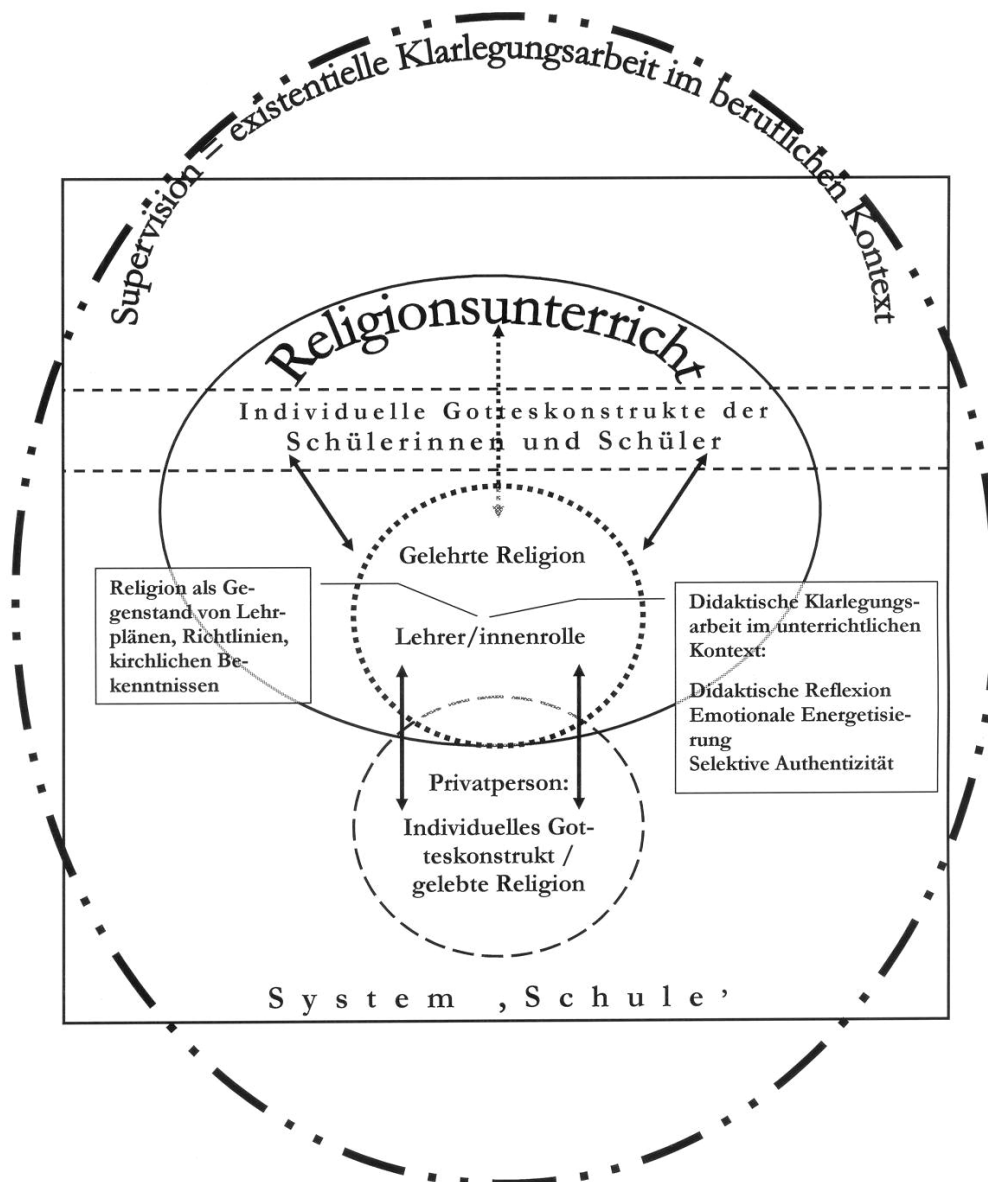 Supervision = existentielle Klarlegungsarbeit im beruflichen Kontext
Religionsunterricht
Individuelle Gotteskonstrukte der
Schülerinnen und Schüler
Gelehrte Religion
Religion als Ge-
genstand von Lehr-
plänen, Richtlinien,
kirchlichen Be-
kenntnissen
Lehrer/innenrolle
Didaktische Klarlegungs-
arbeit im unterrichtlichen
Kontext:
Didaktische Reflexion
Emotionale Energetisie-
rung
Selektive Authentizität
Privatperson:
Individuelles Got-
teskonstrukt /
gelebte Religion
System ‚Schule’